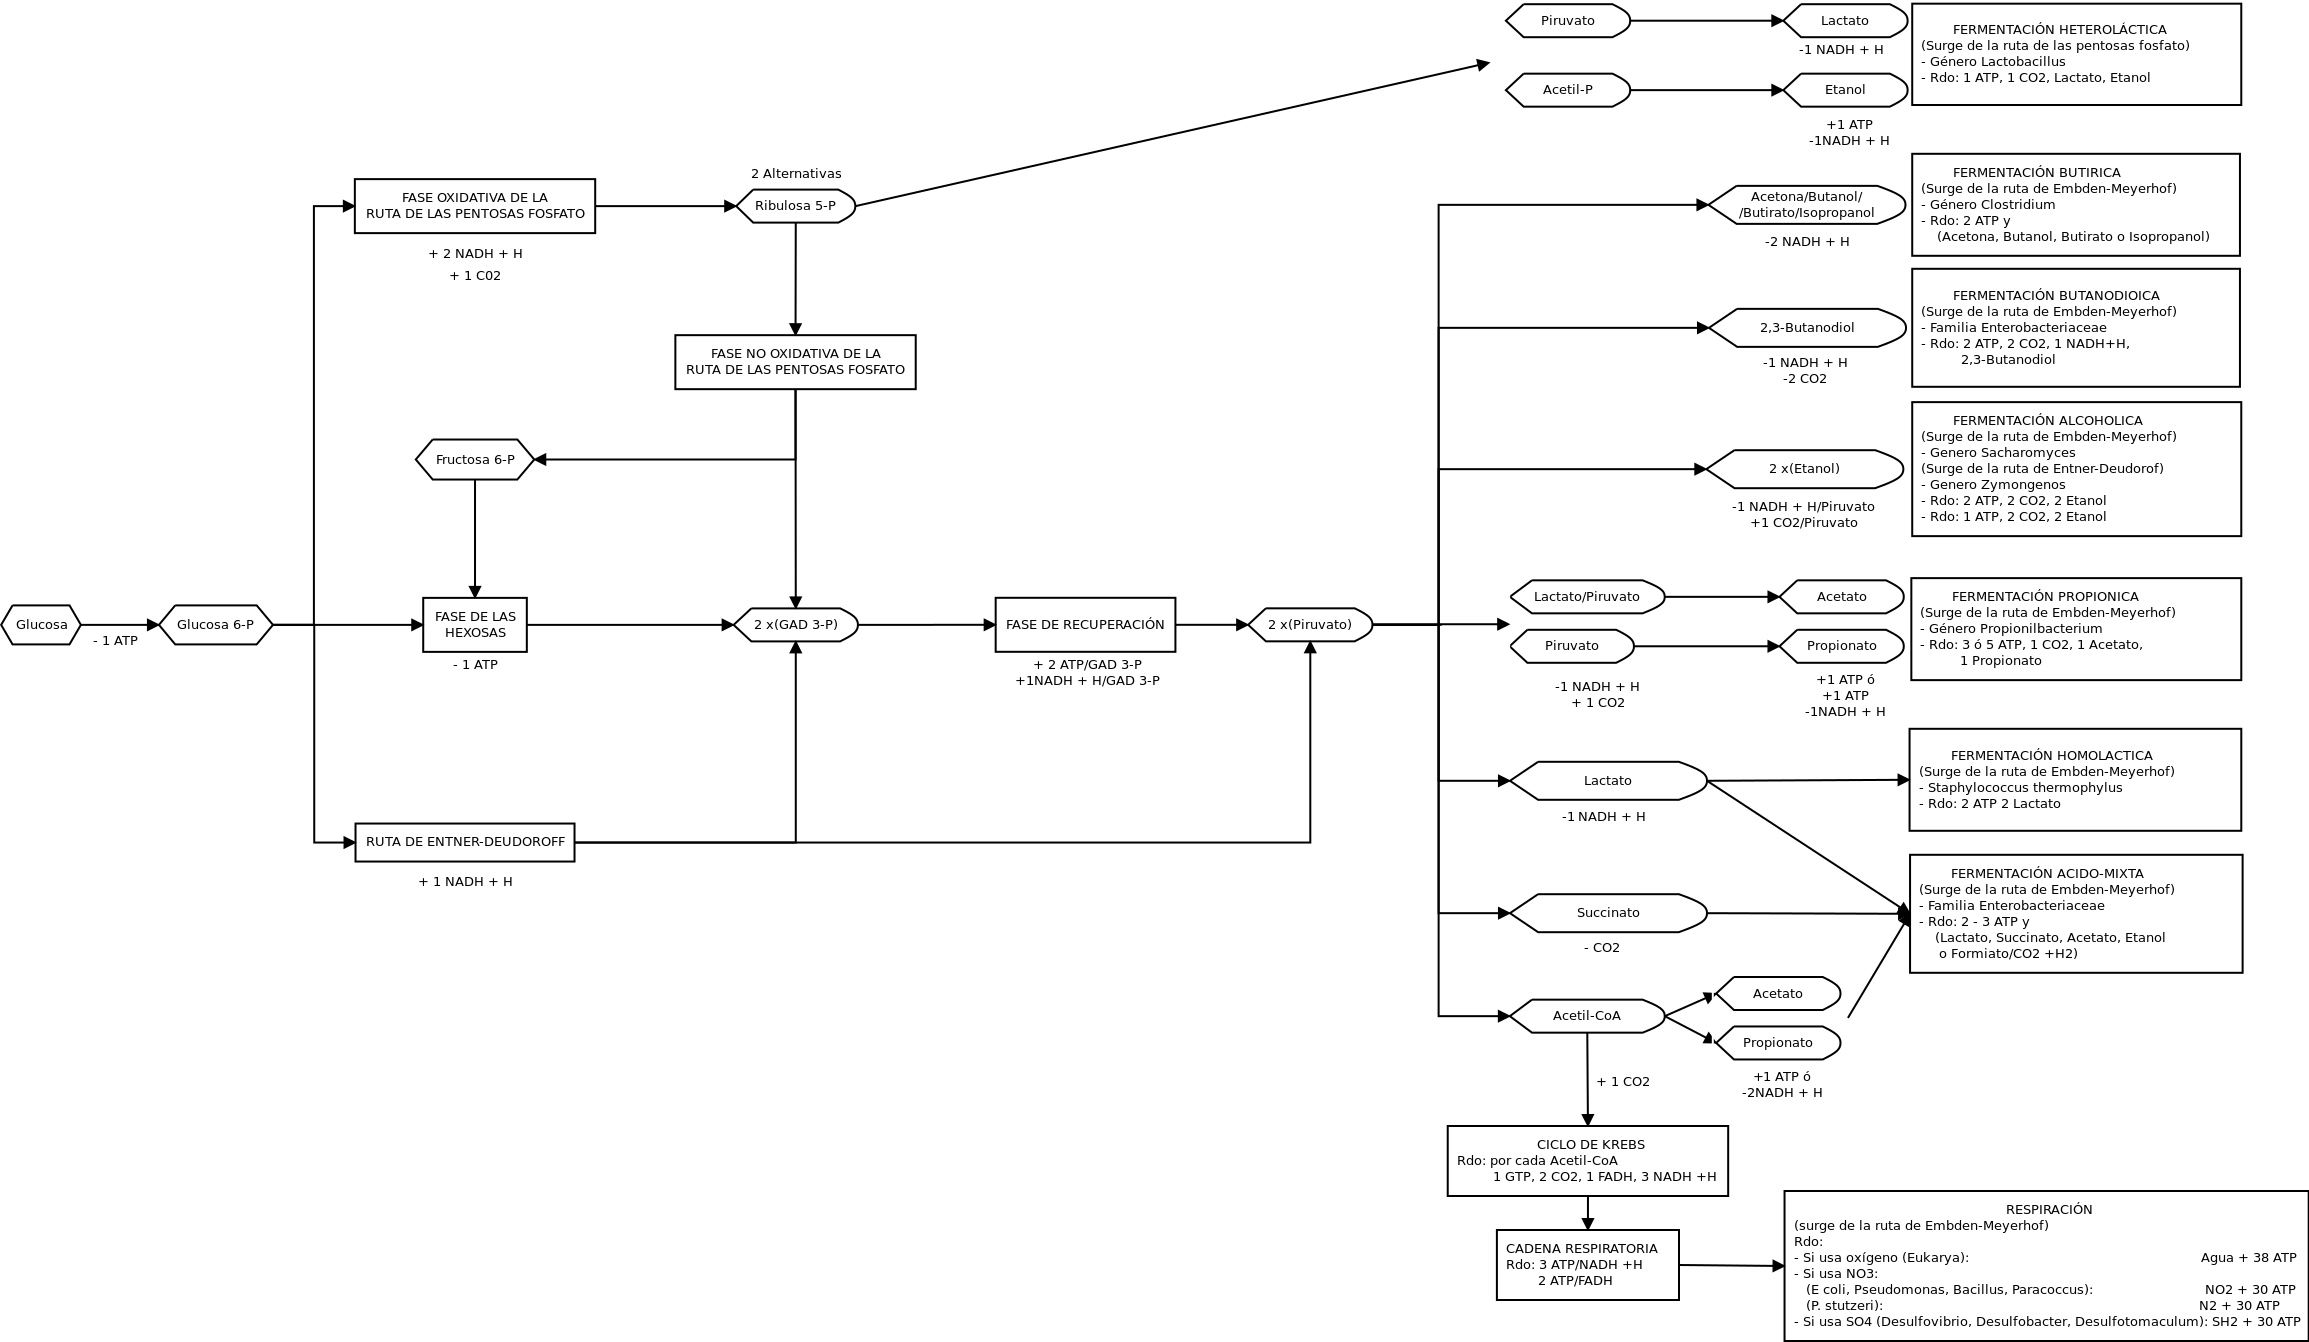 Piruvato
Lactato
-1 NADH + H
Acetil-P
Etanol
+1 ATP
-1NADH + H
FERMENTACIÓN HETEROLÁCTICA
(Surge de la ruta de las pentosas fosfato)
- Género Lactobacillus
- Rdo: 1 ATP, 1 CO2, Lactato, Etanol
2 Alternativas
FASE OXIDATIVA DE LA
RUTA DE LAS PENTOSAS FOSFATO
+ 2 NADH + H
+ 1 C02
Ribulosa 5-P
Acetona/Butanol/
/Butirato/Isopropanol
-2 NADH + H
FERMENTACIÓN BUTIRICA
(Surge de la ruta de Embden-Meyerhof)
- Género Clostridium
- Rdo: 2 ATP y
(Acetona, Butanol, Butirato o Isopropanol)
FASE NO OXIDATIVA DE LA
RUTA DE LAS PENTOSAS FOSFATO
2,3-Butanodiol
-1 NADH + H
-2 CO2
FERMENTACIÓN BUTANODIOICA
(Surge de la ruta de Embden-Meyerhof)
- Familia Enterobacteriaceae
- Rdo: 2 ATP, 2 CO2, 1 NADH+H,
2,3-Butanodiol
Fructosa 6-P
2 x(Etanol)
-1 NADH + H/Piruvato
+1 CO2/Piruvato
FERMENTACIÓN ALCOHOLICA
(Surge de la ruta de Embden-Meyerhof)
- Genero Sacharomyces
(Surge de la ruta de Entner-Deudorof)
- Genero Zymongenos
- Rdo: 2 ATP, 2 CO2, 2 Etanol
- Rdo: 1 ATP, 2 CO2, 2 Etanol
Glucosa
- 1 ATP
Glucosa 6-P
FASE DE LAS
HEXOSAS
- 1 ATP
2 x(GAD 3-P)
FASE DE RECUPERACIÓN
+ 2 ATP/GAD 3-P
+1NADH + H/GAD 3-P
2 x(Piruvato)
Lactato/Piruvato
Acetato
Piruvato
Propionato
-1 NADH + H
+ 1 CO2
+1 ATP ó
+1 ATP
-1NADH + H
FERMENTACIÓN PROPIONICA
(Surge de la ruta de Embden-Meyerhof)
- Género Propionilbacterium
- Rdo: 3 ó 5 ATP, 1 CO2, 1 Acetato,
1 Propionato
Lactato
-1 NADH + H
FERMENTACIÓN HOMOLACTICA
(Surge de la ruta de Embden-Meyerhof)
- Staphylococcus thermophylus
- Rdo: 2 ATP 2 Lactato
RUTA DE ENTNER-DEUDOROFF
+ 1 NADH + H
Succinato
- CO2
FERMENTACIÓN ACIDO-MIXTA
(Surge de la ruta de Embden-Meyerhof)
- Familia Enterobacteriaceae
- Rdo: 2 - 3 ATP y
(Lactato, Succinato, Acetato, Etanol
o Formiato/CO2 +H2)
Acetil-CoA
Acetato
Propionato
+1 ATP ó
-2NADH + H
+ 1 CO2
CICLO DE KREBS
Rdo: por cada Acetil-CoA
1 GTP, 2 CO2, 1 FADH, 3 NADH +H
CADENA RESPIRATORIA
Rdo: 3 ATP/NADH +H
2 ATP/FADH
RESPIRACIÓN
(surge de la ruta de Embden-Meyerhof)
Rdo:
- Si usa oxígeno (Eukarya): Agua + 38 ATP
- Si usa NO3:
(E coli, Pseudomonas, Bacillus, Paracoccus): NO2 + 30 ATP
(P. stutzeri): N2 + 30 ATP
- Si usa SO4 (Desulfovibrio, Desulfobacter, Desulfotomaculum): SH2 + 30 ATP